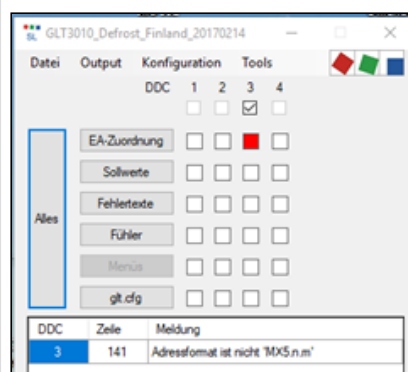 GLT3010_Defrost_Finland_20170214
SL
Datei Output Konfiguration Tools
DDC 1 2 3 4
EA-Zuordnung
Sollwerte
Fehlertexte
Alles
Fühler
Menüs
glt.cfg
DDC Zeile Meldung
3 141 Adressformat ist nicht 'MX5.n.m'